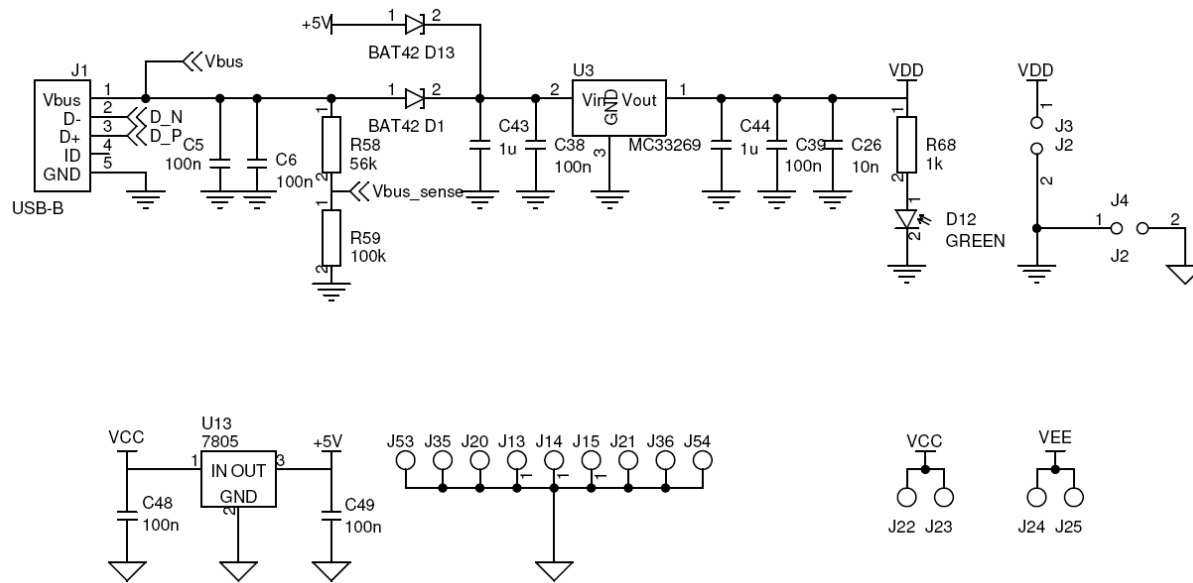 +5V
1
2
BAT42 D13
Vbus
J1
USB-B
Vbus
D-
D+
ID
GND
1
2
3
4
5
D_N
D_P
C5
100n
C6
100n
1
R58
56k
2
Vbus_sense
1
R59
100k
2
1
2
BAT42 D1
C43
1u
C38
100n
U3
2
Vin Vout
GND
3
1
MC33269
C44
1u
C39
100n
C26
10n
VDD
1
R68
1k
2
1
D12
GREEN
2
VDD
1
J3
J2
2
J4
1
2
J2
U13
7805
VCC
1
IN OUT
GND
2
3
+5V
C48
100n
C49
100n
J53 J35 J20 J13 J14 J15 J21 J36 J54
1
1
1
VCC
J22 J23
VEE
J24 J25